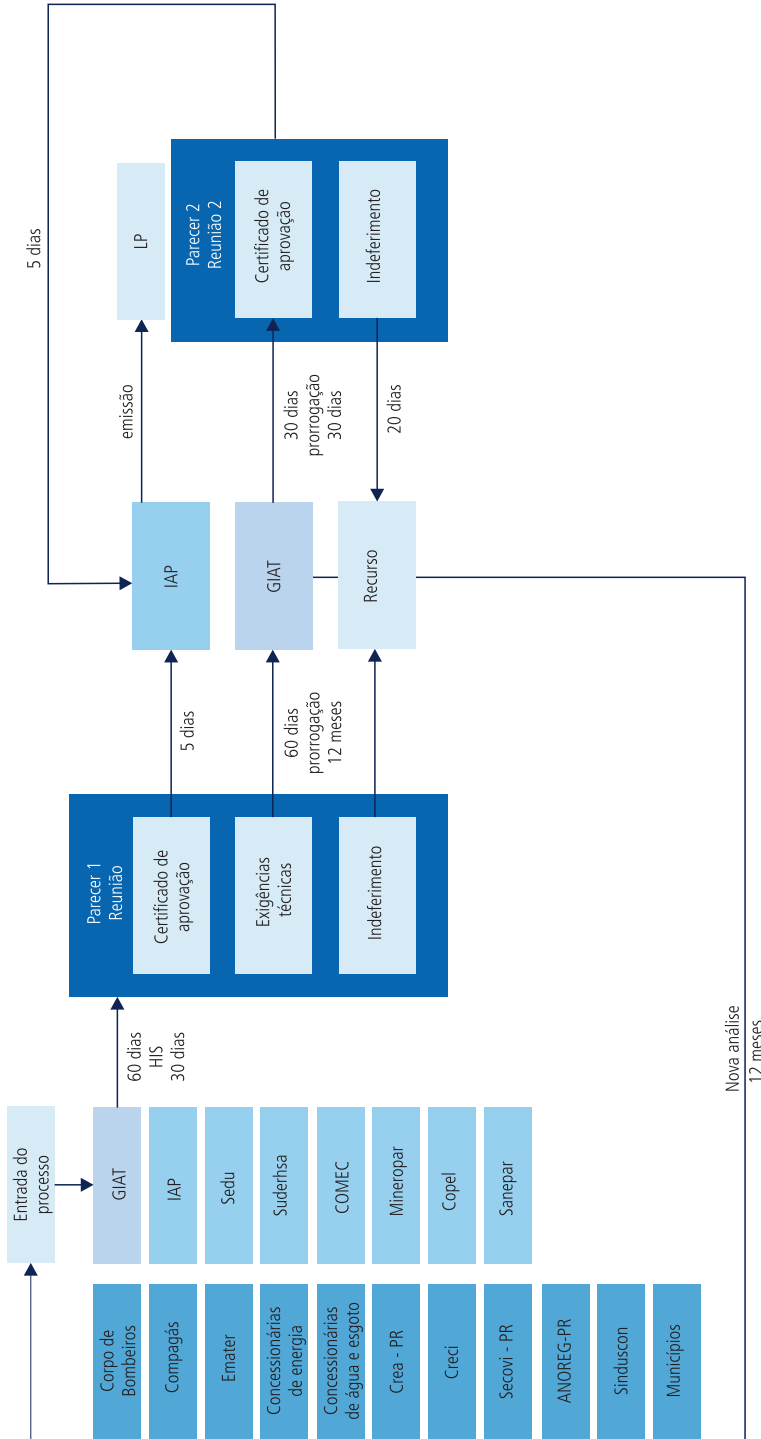 Entrada do
processo
Corpo de
Bombeiros
Compagás
Emater
Concessionárias
de energia
Concessionárias
de água e esgoto
Crea - PR
Creci
Secovi - PR
ANOREG-PR
Sinduscon
Municípios
GIAT
IAP
Sedu
Suderhsa
COMEC
Mineropar
Copel
Sanepar
60 dias
HIS
30 dias
Parecer 1
Reunião
Certificado de
aprovação
Exigências
técnicas
Indeferimento
5 dias
60 dias
prorrogação
12 meses
IAP
GIAT
Recurso
emissão
30 dias
prorrogação
30 dias
20 dias
LP
Parecer 2
Reunião 2
Certificado de
aprovação
Indeferimento
5 dias
Nova análise
12 meses